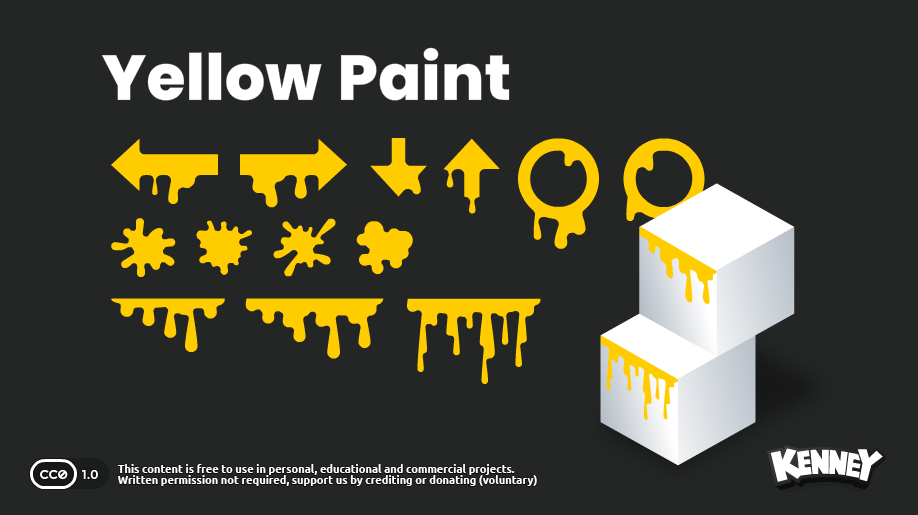 Yellow Paint
CC0 1.0
This content is free to use in personal, educational and commercial projects.
Written permission not required, support us by crediting or donating (voluntary)
KENNEY